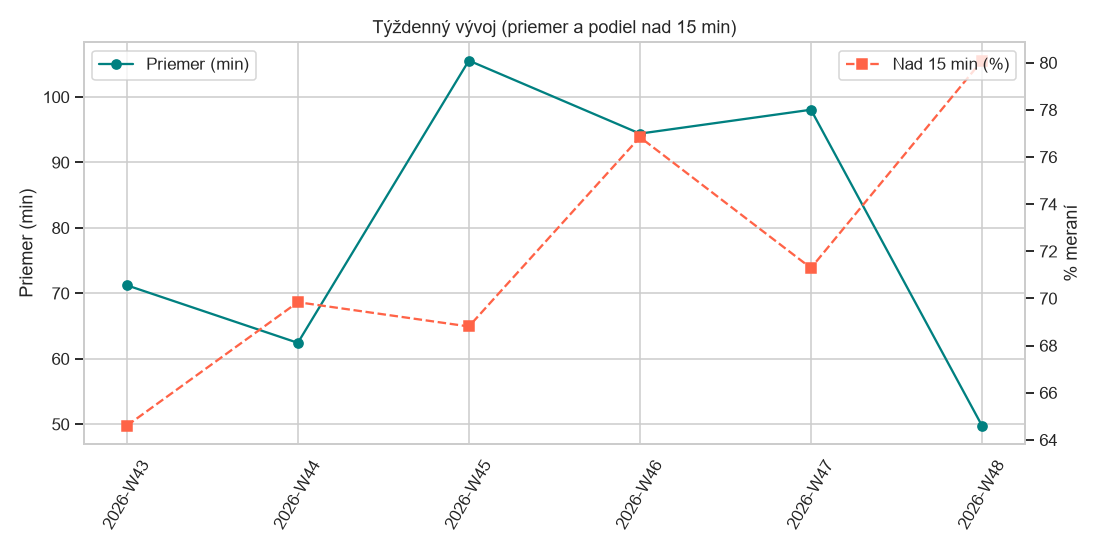 Týždenný vývoj (priemer a podiel nad 15 min)
Priemer (min)
Nad 15 min (%)
Priemer (min)
100
90
80
70
60
50
80
78
76
74
72
70
68
66
64
% meraní
2026-W43
2026-W44
2026-W45
2026-W46
2026-W47
2026-W48